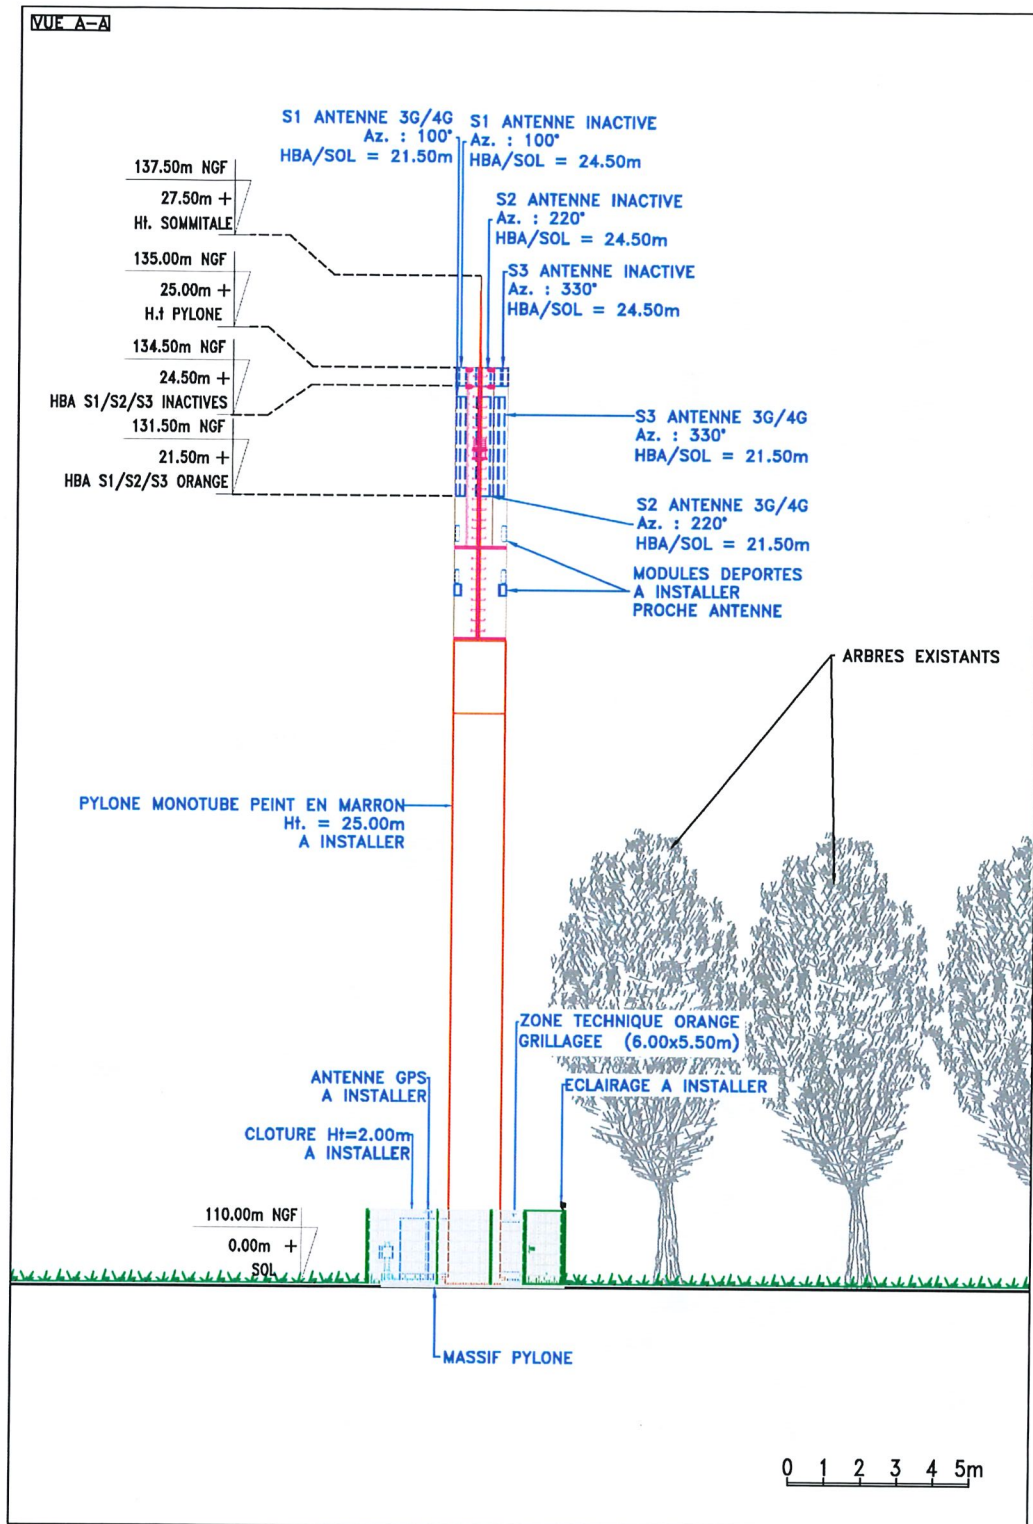 VUE A-A
S1 ANTENNE 3G/4G
Az. : 100°
HBA/SOL = 21.50m
S1 ANTENNE INACTIVE
Az. : 100°
HBA/SOL = 24.50m
137.50m NGF
27.50m +
Ht. SOMMITALE
S2 ANTENNE INACTIVE
Az. : 220°
HBA/SOL = 24.50m
135.00m NGF
25.00m +
H.t PYLONE
S3 ANTENNE INACTIVE
Az. : 330°
HBA/SOL = 24.50m
134.50m NGF
24.50m +
HBA S1/S2/S3 INACTIVES
131.50m NGF
21.50m +
HBA S1/S2/S3 ORANGE
S3 ANTENNE 3G/4G
Az. : 330°
HBA/SOL = 21.50m
S2 ANTENNE 3G/4G
Az. : 220°
HBA/SOL = 21.50m
MODULES DEPORTES
A INSTALLER
PROCHE ANTENNE
ARBRES EXISTANTS
PYLONE MONOTUBE PEINT EN MARRON
Ht. = 25.00m
A INSTALLER
ZONE TECHNIQUE ORANGE
GRILLAGEE (6.00x5.50m)
ANTENNE GPS
A INSTALLER
ECLAIRAGE A INSTALLER
CLOTURE Ht=2.00m
A INSTALLER
110.00m NGF
0.00m +
SOL
MASSIF PYLONE
0 1 2 3 4 5m